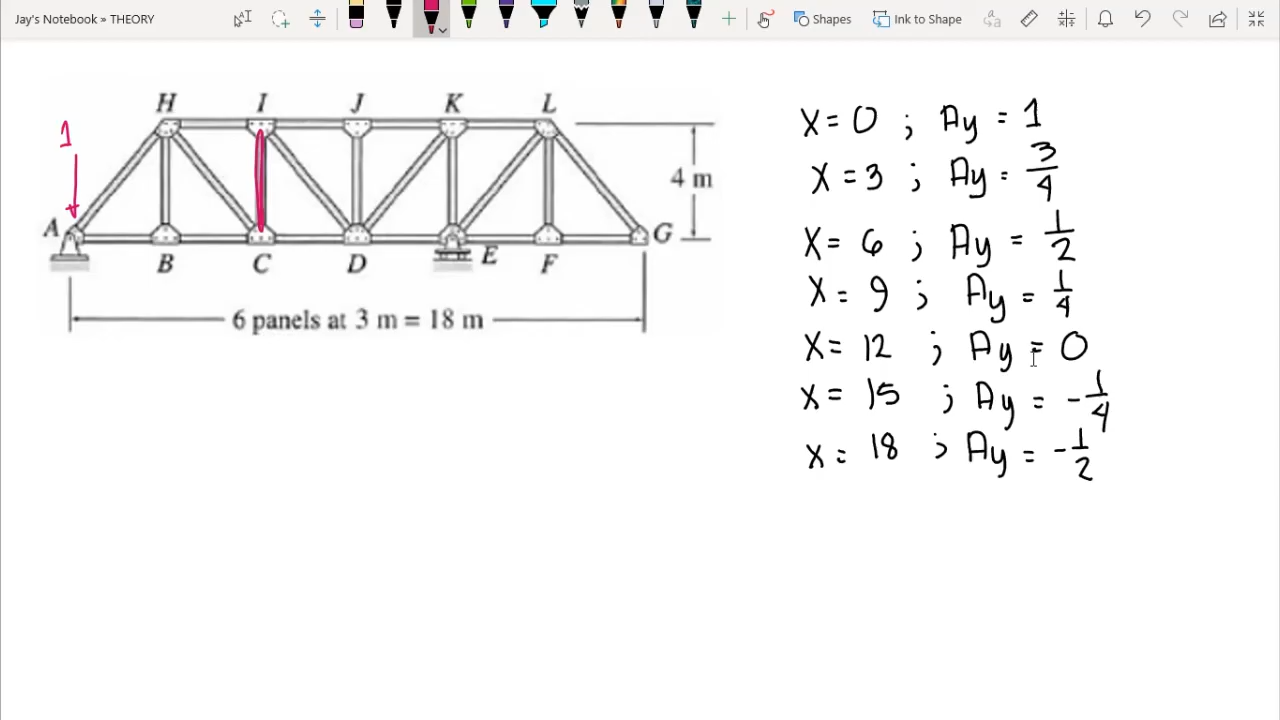 Jay's Notebook » THEORY
Shapes
Ink to Shape
H I J K L
1
4 m
A
G
B C D E F
6 panels at 3 m = 18 m
X = 0 ; Ay = 1
X = 3 ; Ay = 3/4
X = 6 ; Ay = 1/2
X = 9 ; Ay = 1/4
X = 12 ; Ay = 0
X = 15 ; Ay = -1/4
X = 18 ; Ay = -1/2